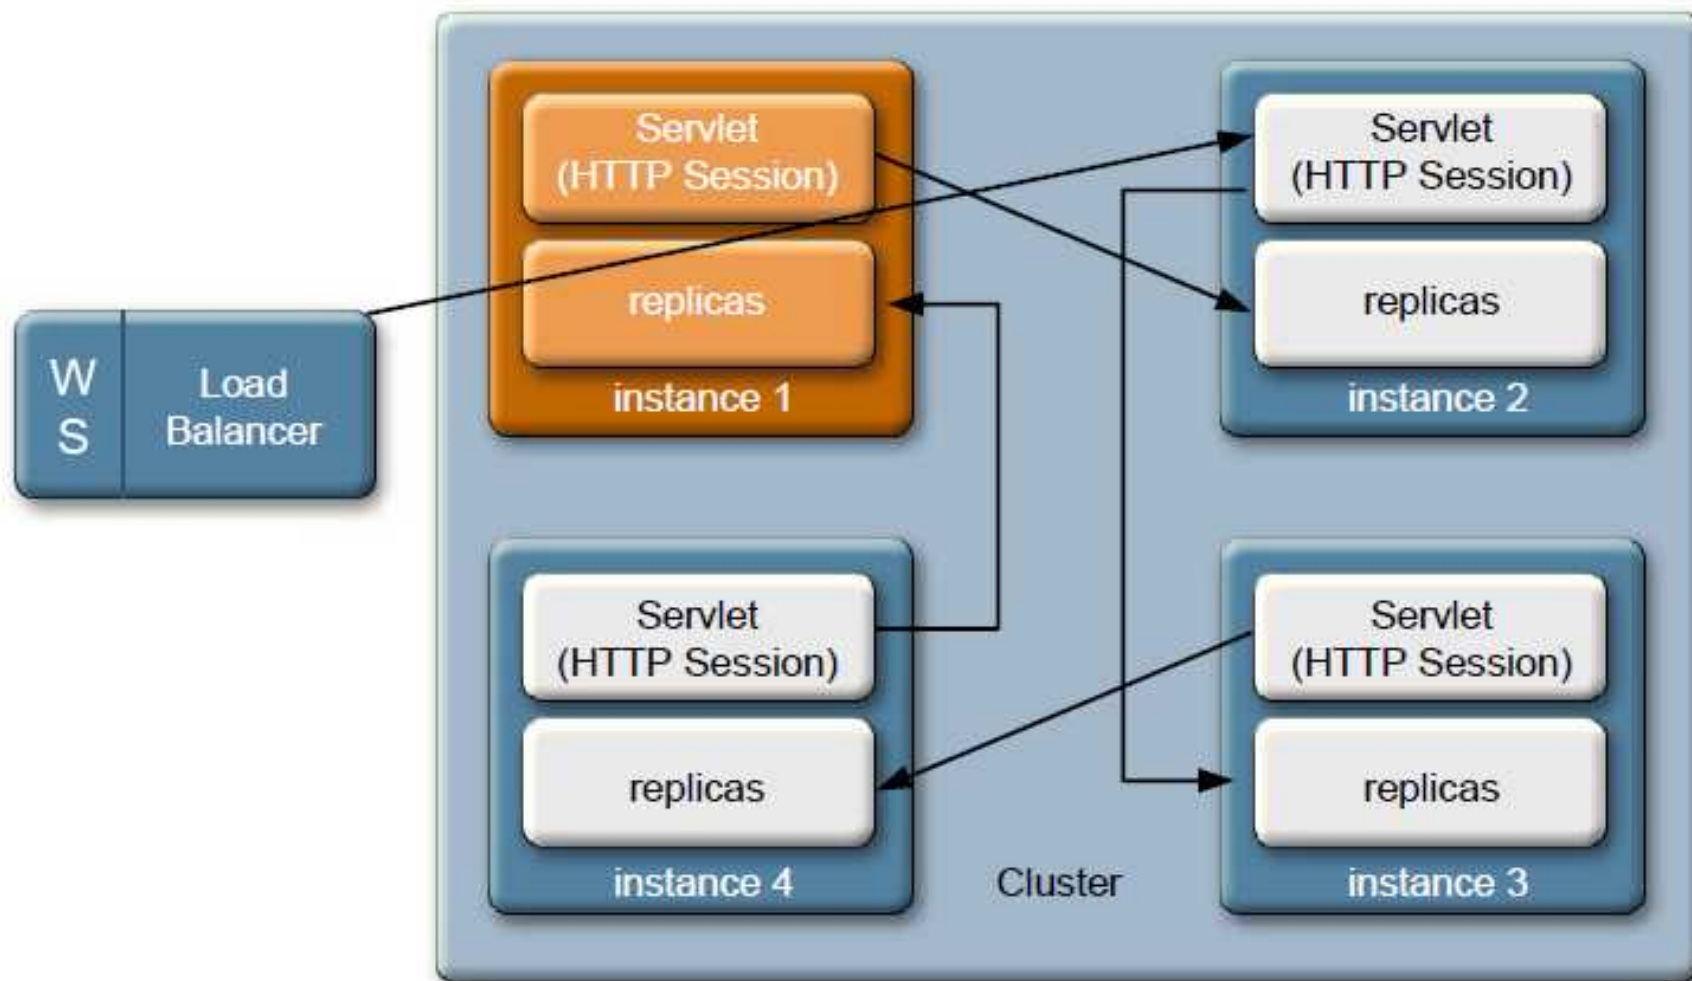 Servlet
(HTTP Session)
replicas
instance 1
Servlet
(HTTP Session)
replicas
instance 2
W
S
Load
Balancer
Servlet
(HTTP Session)
replicas
instance 4
Cluster
Servlet
(HTTP Session)
replicas
instance 3